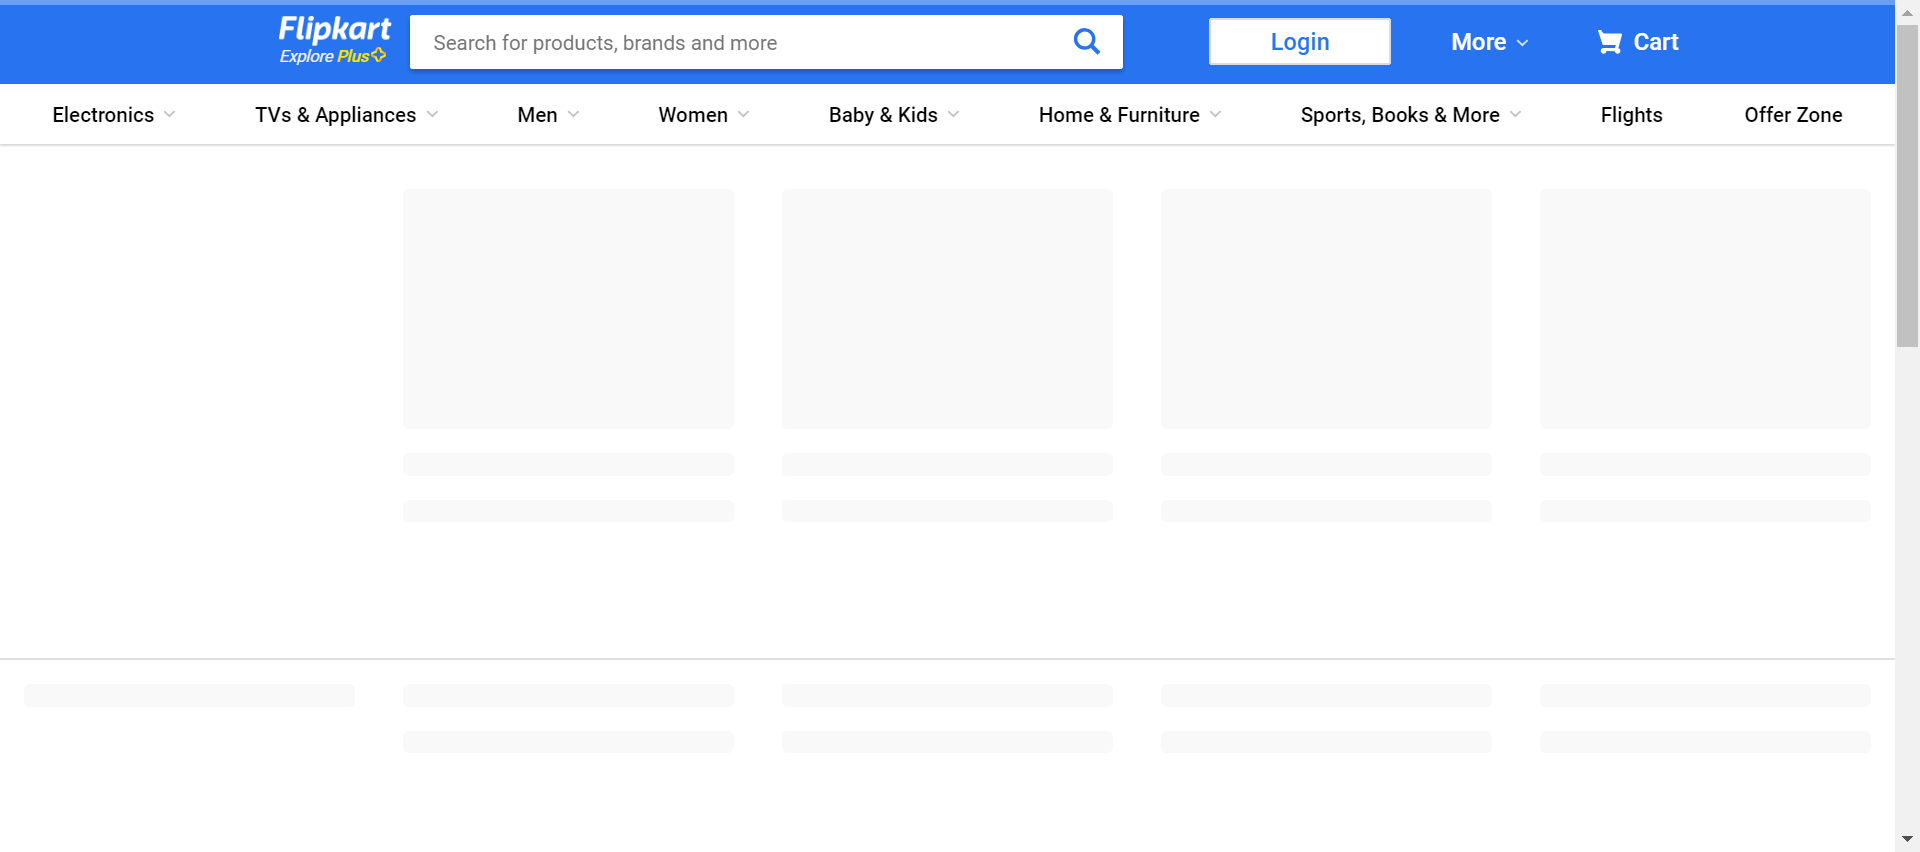 Flipkart
Explore Plus
Search for products, brands and more
Login
More
Cart
Electronics
TVs & Appliances
Men
Women
Baby & Kids
Home & Furniture
Sports, Books & More
Flights
Offer Zone